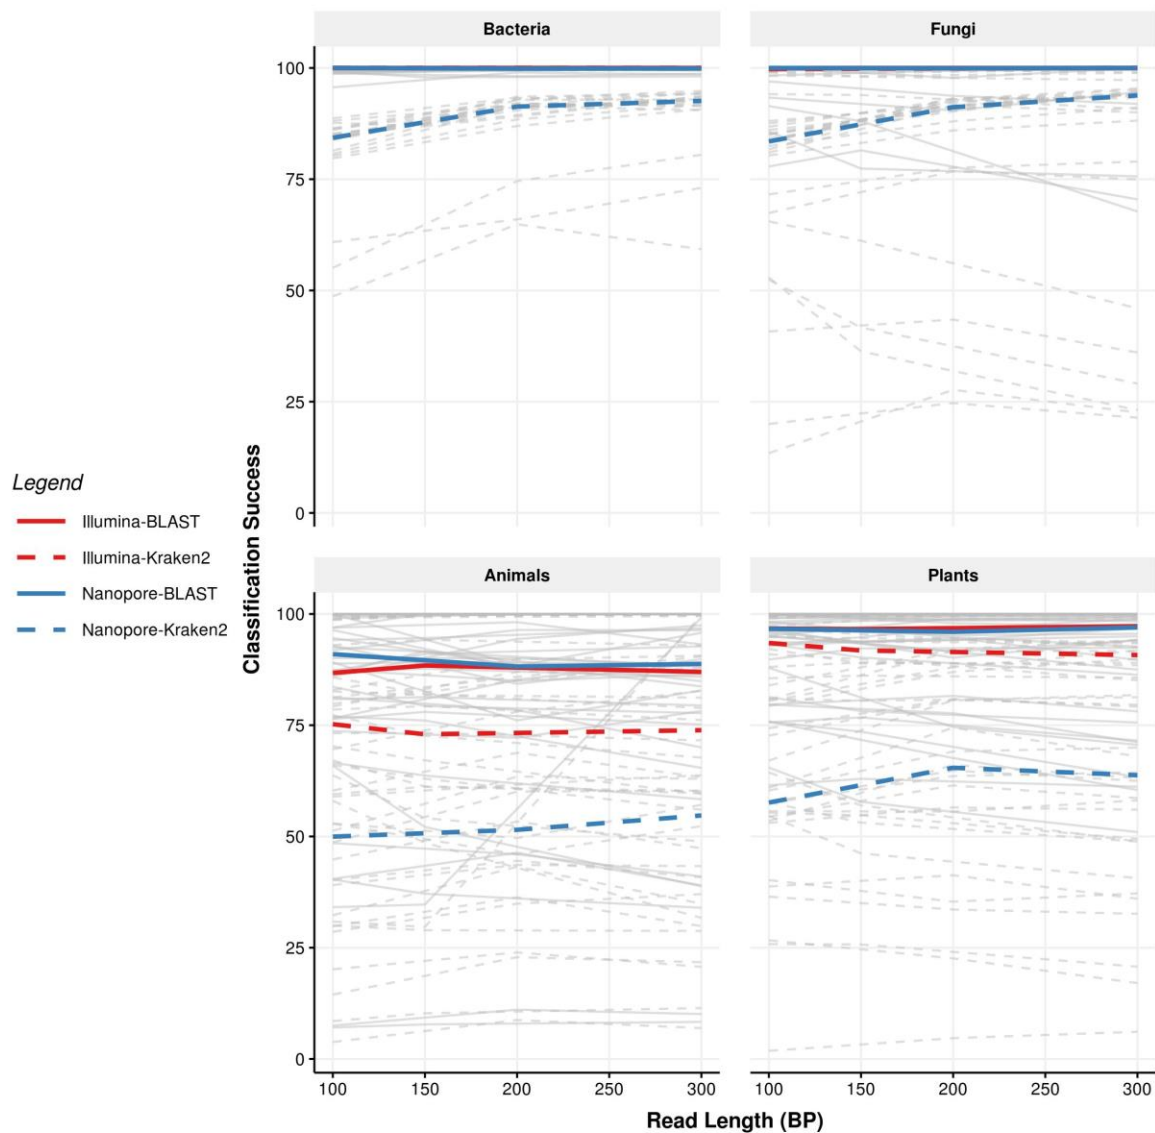 Bacteria
Fungi
100
75
50
25
0
Legend
Illumina-BLAST
Illumina-Kraken2
Nanopore-BLAST
Nanopore-Kraken2
Classification Success
Animals
Plants
100
75
50
25
0
100 150 200 250 300
100 150 200 250 300
Read Length (BP)